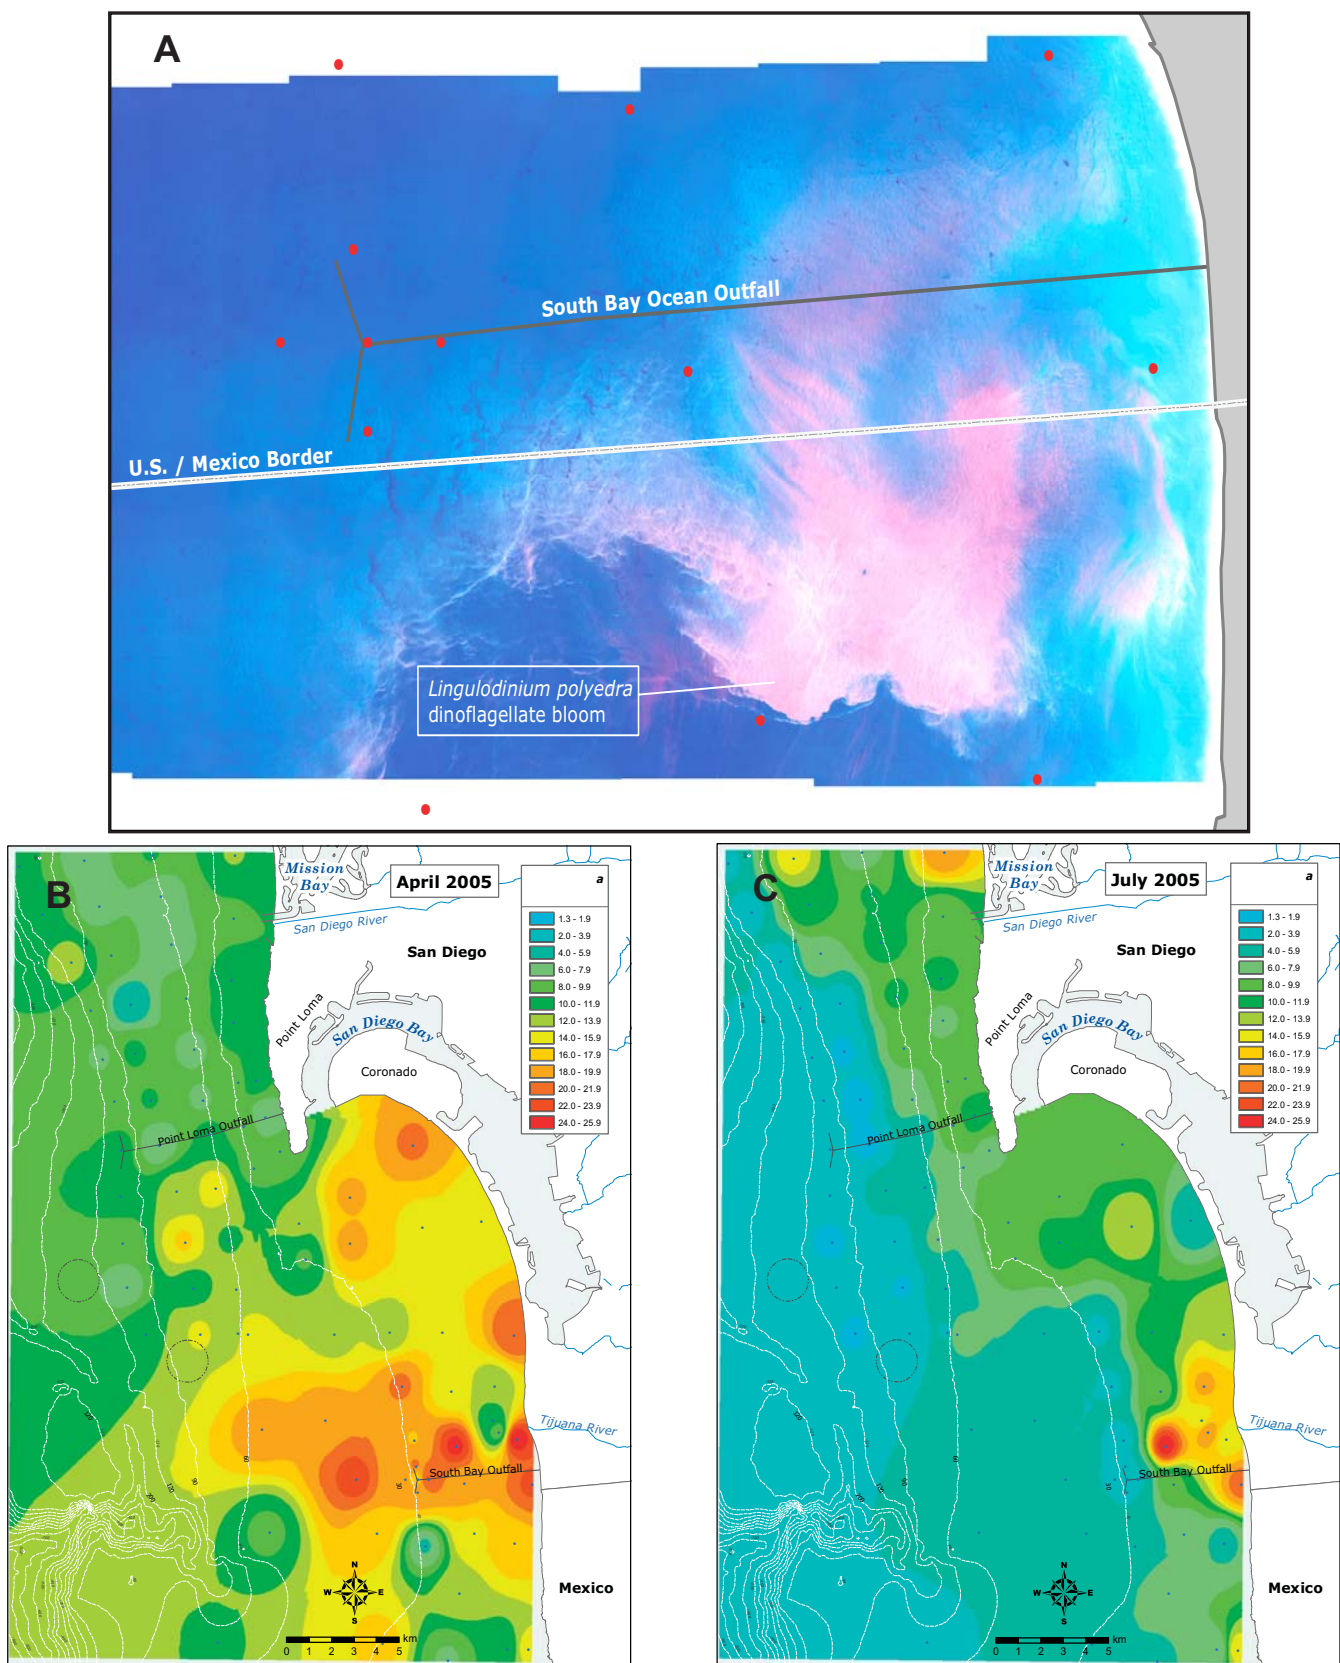 A
South Bay Ocean Outfall
U.S. / Mexico Border
Lingulodinium polyedra
dinoflagellate bloom
B
Mission
Bay
April 2005
San Diego River
San Diego
Point Loma
San Diego Bay
Coronado
Point Loma Outfall
Tijuana River
South Bay Outfall
Mexico
a
1.3 - 1.9
2.0 - 3.9
4.0 - 5.9
6.0 - 7.9
8.0 - 9.9
10.0 - 11.9
12.0 - 13.9
14.0 - 15.9
16.0 - 17.9
18.0 - 19.9
20.0 - 21.9
22.0 - 23.9
24.0 - 25.9
N
W E
S
km
0 1 2 3 4 5
C
Mission
Bay
July 2005
San Diego River
San Diego
Point Loma
San Diego Bay
Coronado
Point Loma Outfall
Tijuana River
South Bay Outfall
Mexico
a
1.3 - 1.9
2.0 - 3.9
4.0 - 5.9
6.0 - 7.9
8.0 - 9.9
10.0 - 11.9
12.0 - 13.9
14.0 - 15.9
16.0 - 17.9
18.0 - 19.9
20.0 - 21.9
22.0 - 23.9
24.0 - 25.9
N
W E
S
km
0 1 2 3 4 5